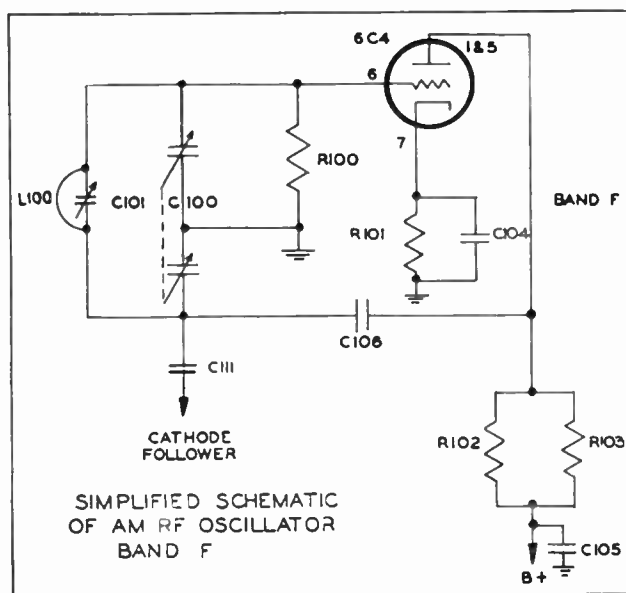 6C4
1&5
6
7
R100
L100
C101
C100
BAND F
R101
C104
C106
C111
CATHODE
FOLLOWER
R102
R103
SIMPLIFIED SCHEMATIC
OF AM RF OSCILLATOR
BAND F
C105
B+